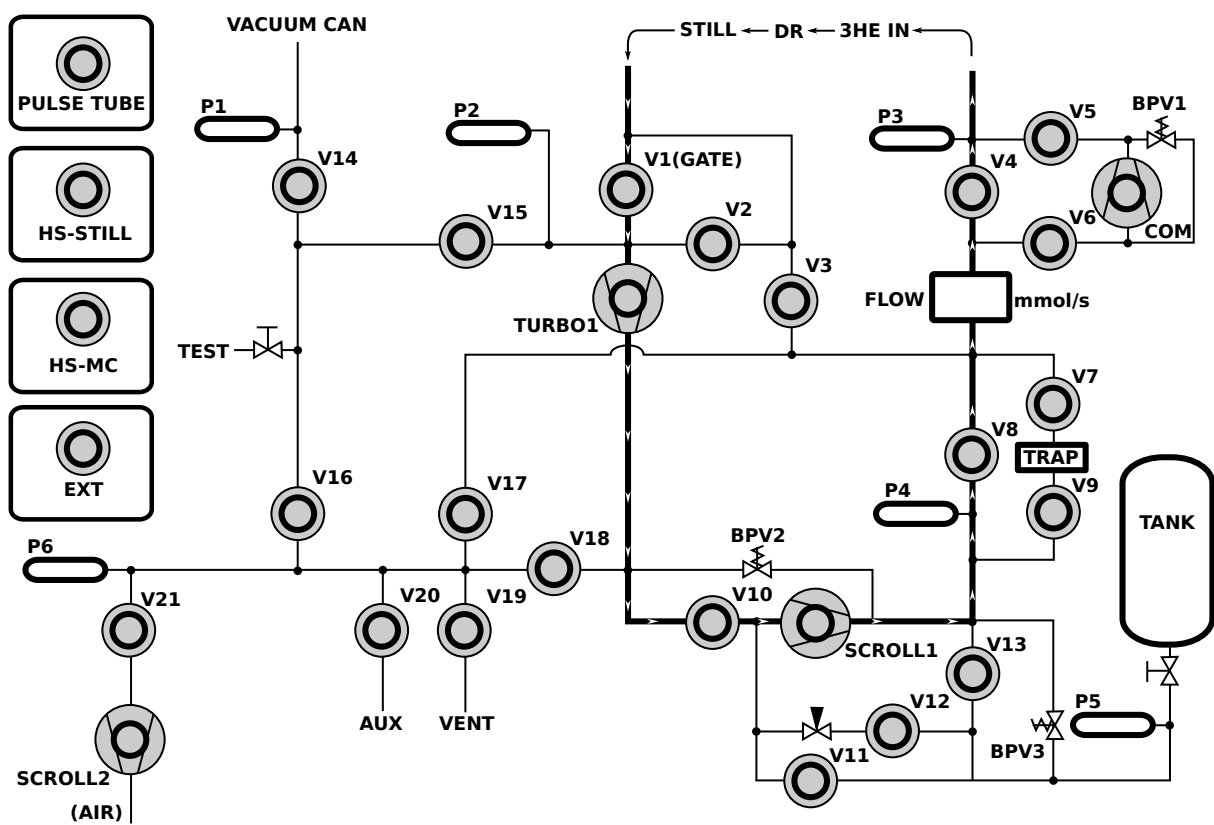 VACUUM CAN
STILL DR 3HE IN
PULSE TUBE
P1
P2
P3
V5
BPV1
V14
V1(GATE)
V4
HS-STILL
V15
V2
V6
COM
V3
FLOW
mmol/s
TURBO1
TEST
HS-MC
V7
V8
TRAP
EXT
V16
V17
V9
P4
TANK
P6
V18
BPV2
V21
V20
V19
V10
SCROLL1
V13
AUX
VENT
V12
P5
BPV3
V11
SCROLL2
(AIR)